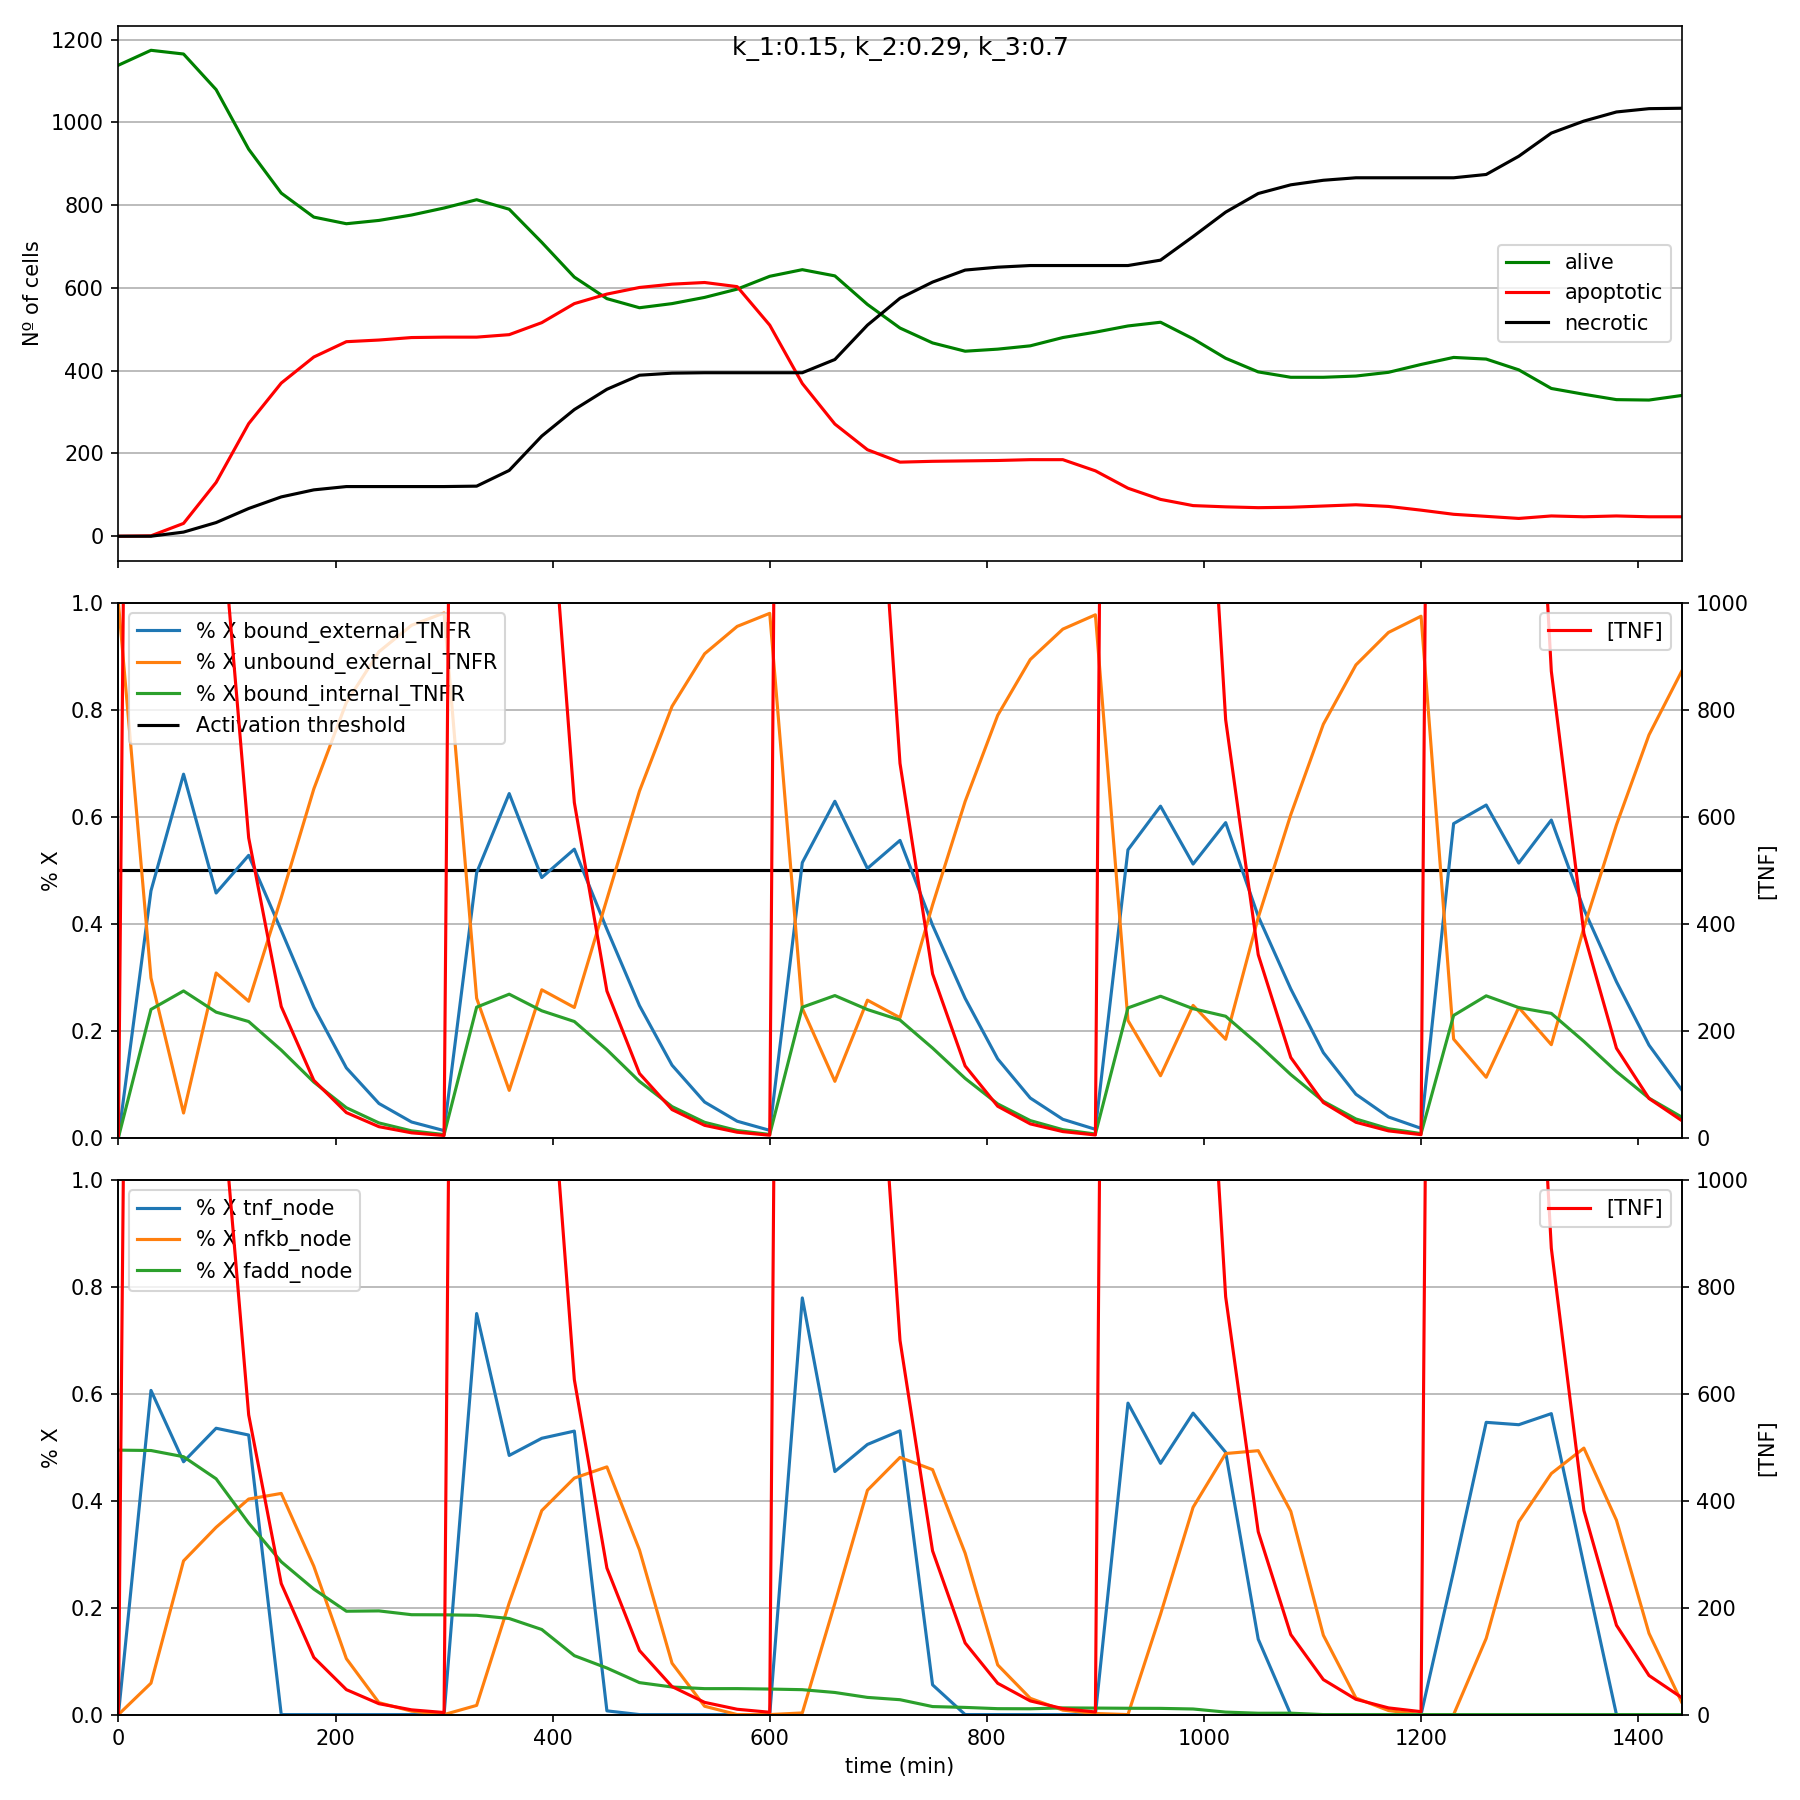 k_1:0.15, k_2:0.29, k_3:0.7
1200
1000
800
600
400
200
0
Nº of cells
alive
apoptotic
necrotic
1.0
0.8
0.6
0.4
0.2
0.0
% X
% X bound_external_TNFR
% X unbound_external_TNFR
% X bound_internal_TNFR
Activation threshold
[TNF]
1000
800
600
400
200
0
[TNF]
1.0
0.8
0.6
0.4
0.2
0.0
% X
% X tnf_node
% X nfkb_node
% X fadd_node
[TNF]
1000
800
600
400
200
0
[TNF]
0 200 400 600 800 1000 1200 1400
time (min)